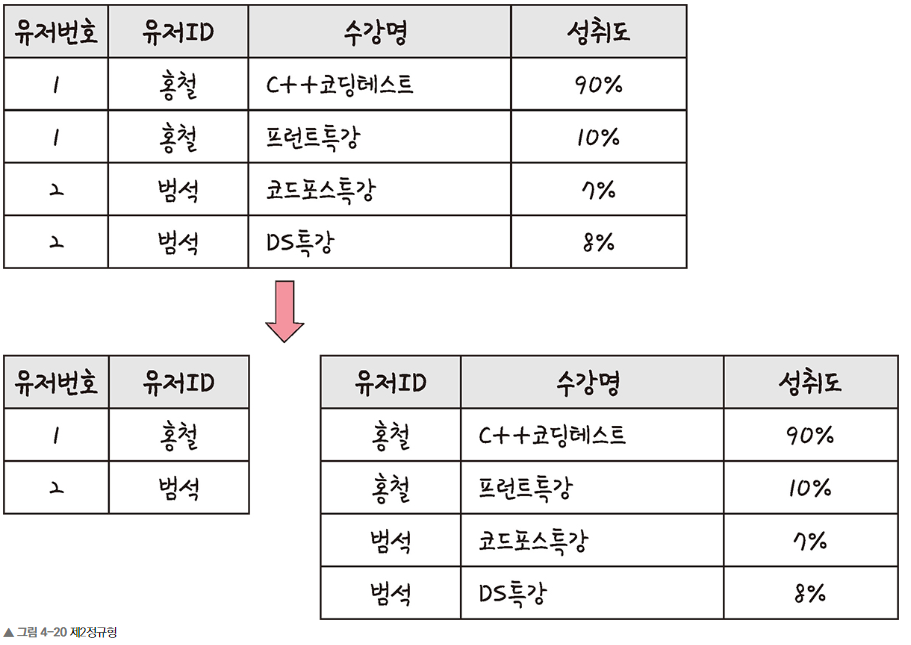 유저번호 유저ID 수강명 성취도
1 홍철 C++코딩테스트 90%
1 홍철 프런트특강 10%
2 범석 코드포스특강 7%
2 범석 DS특강 8%
유저번호 유저ID
1 홍철
2 범석
유저ID 수강명 성취도
홍철 C++코딩테스트 90%
홍철 프런트특강 10%
범석 코드포스특강 7%
범석 DS특강 8%
▲ 그림 4-20 제2정규형